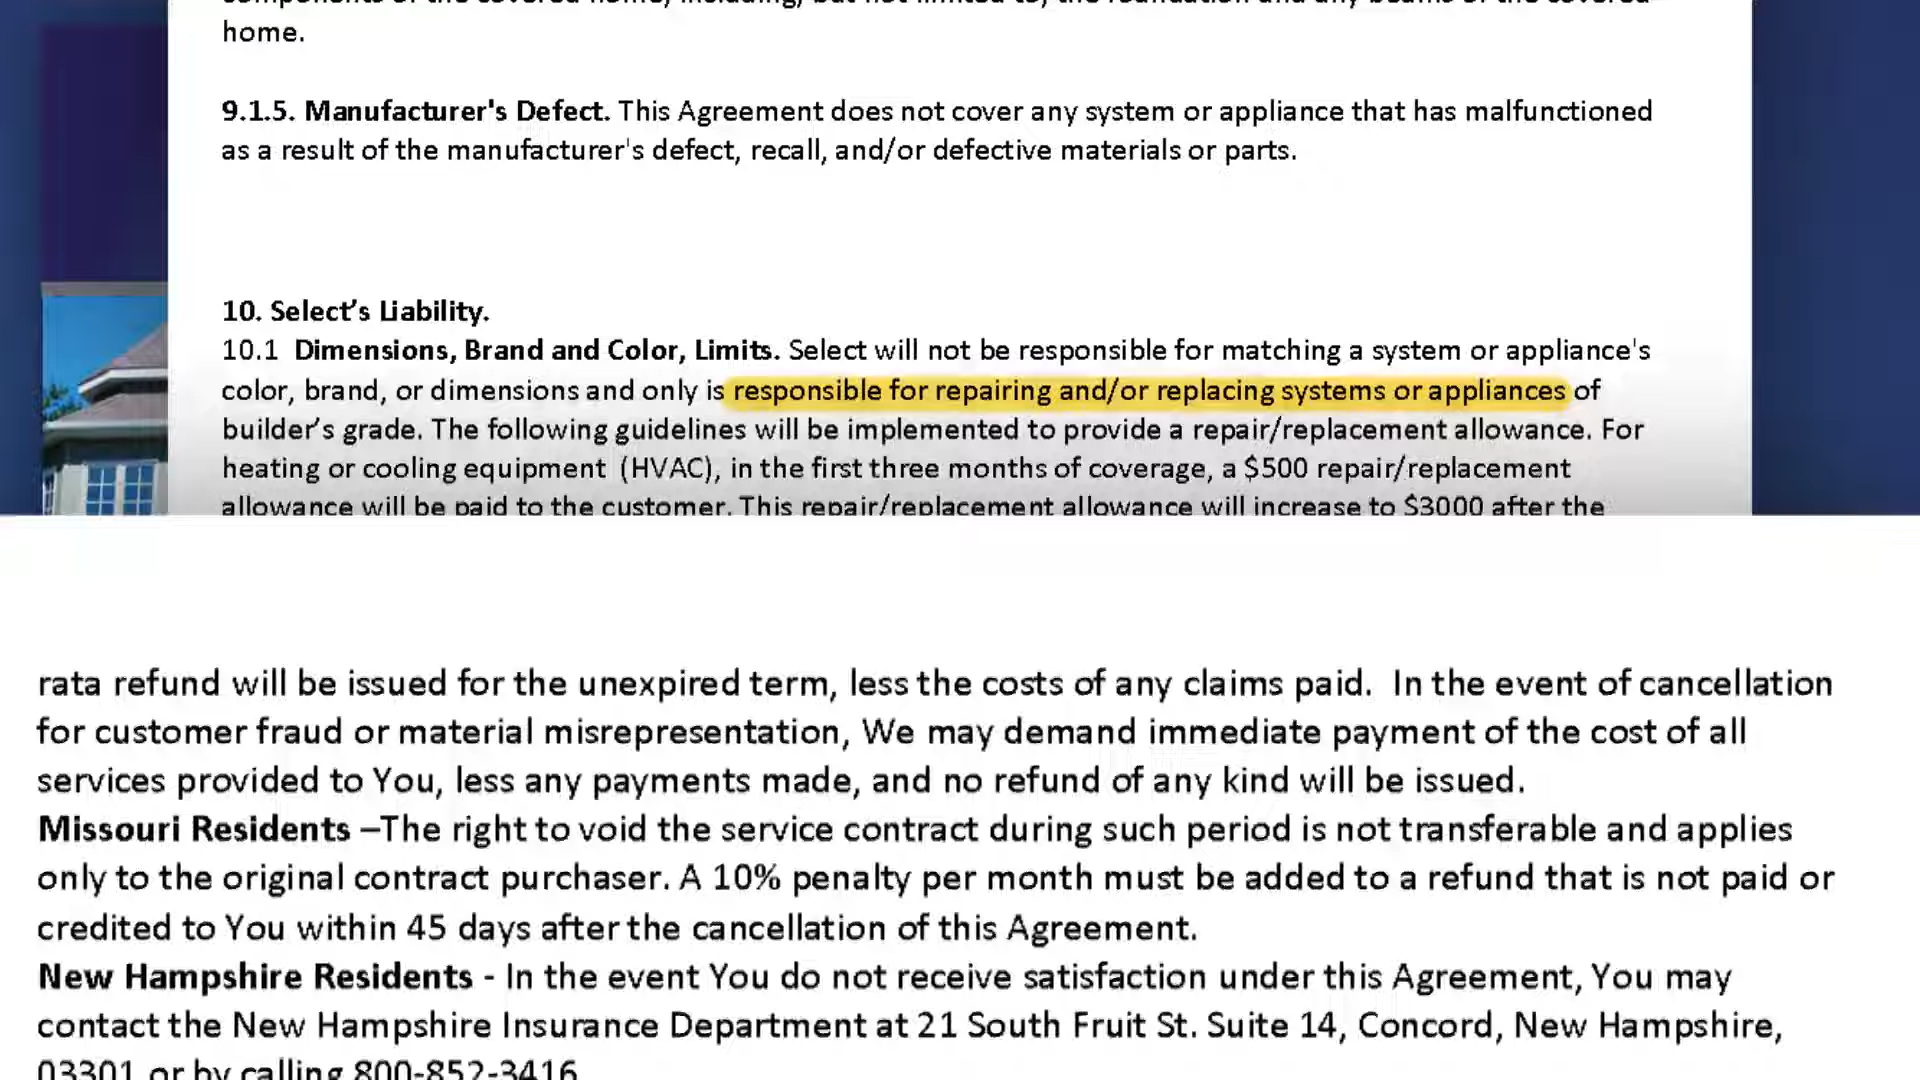 home.
9.1.5. Manufacturer's Defect. This Agreement does not cover any system or appliance that has malfunctioned
as a result of the manufacturer's defect, recall, and/or defective materials or parts.
10. Select’s Liability.
10.1 Dimensions, Brand and Color, Limits. Select will not be responsible for matching a system or appliance's
color, brand, or dimensions and only is responsible for repairing and/or replacing systems or appliances of
builder’s grade. The following guidelines will be implemented to provide a repair/replacement allowance. For
heating or cooling equipment (HVAC), in the first three months of coverage, a $500 repair/replacement
allowance will be paid to the customer. This repair/replacement allowance will increase to $3000 after the
rata refund will be issued for the unexpired term, less the costs of any claims paid. In the event of cancellation
for customer fraud or material misrepresentation, We may demand immediate payment of the cost of all
services provided to You, less any payments made, and no refund of any kind will be issued.
Missouri Residents –The right to void the service contract during such period is not transferable and applies
only to the original contract purchaser. A 10% penalty per month must be added to a refund that is not paid or
credited to You within 45 days after the cancellation of this Agreement.
New Hampshire Residents - In the event You do not receive satisfaction under this Agreement, You may
contact the New Hampshire Insurance Department at 21 South Fruit St. Suite 14, Concord, New Hampshire,
03301 or by calling 800-852-3416